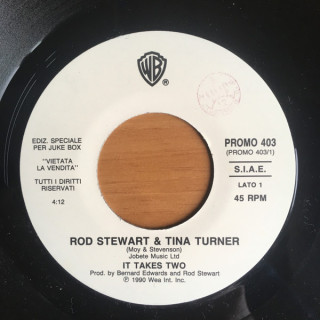 WB
®
EDIZ. SPECIALE
PER JUKE BOX
"VIETATA
LA VENDITA"
TUTTI I DIRITTI
RISERVATI
4:12
PROMO 403
(PROMO 403/1)
S.I.A.E.
LATO 1
45 RPM
ROD STEWART & TINA TURNER
(Moy & Stevenson)
Jobete Music Ltd
IT TAKES TWO
Prod. by Bernard Edwards and Rod Stewart
℗ 1990 Wea Int. Inc.